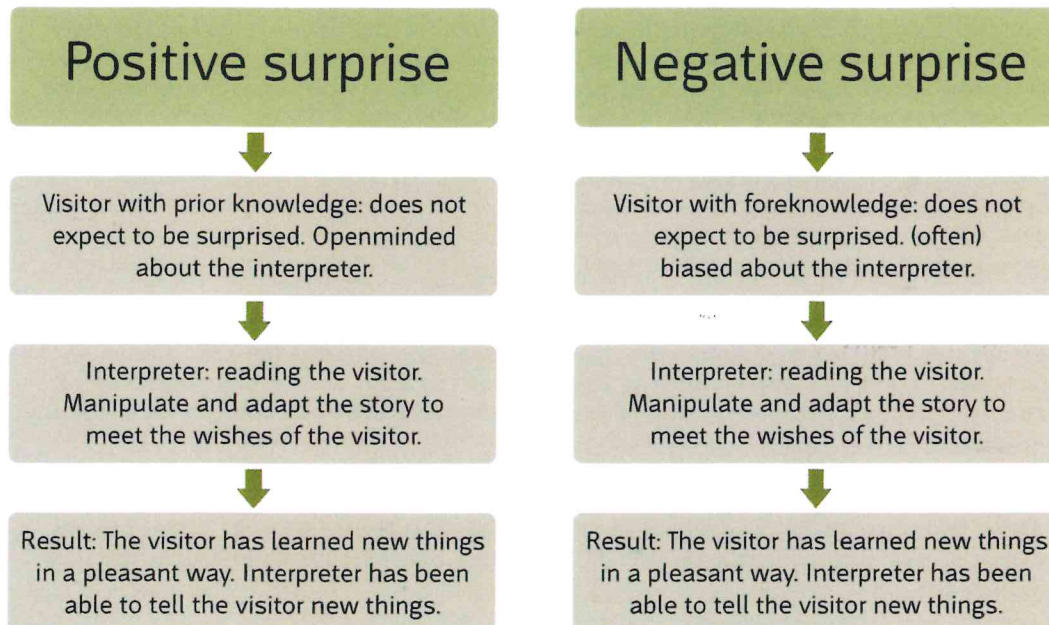 Positive surprise
Visitor with prior knowledge: does not
expect to be surprised. Openminded
about the interpreter.
Interpreter: reading the visitor.
Manipulate and adapt the story to
meet the wishes of the visitor.
Result: The visitor has learned new things
in a pleasant way. Interpreter has been
able to tell the visitor new things.
Negative surprise
Visitor with foreknowledge: does not
expect to be surprised. (often)
biased about the interpreter.
Interpreter: reading the visitor.
Manipulate and adapt the story to
meet the wishes of the visitor.
Result: The visitor has learned new things
in a pleasant way. Interpreter has been
able to tell the visitor new things.